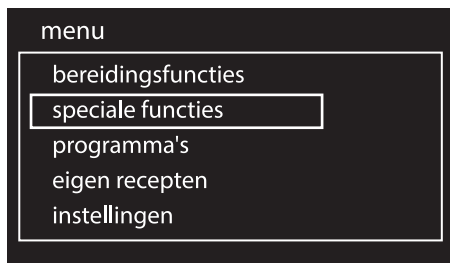 menu
bereidingsfuncties
speciale functies
programma's
eigen recepten
instellingen